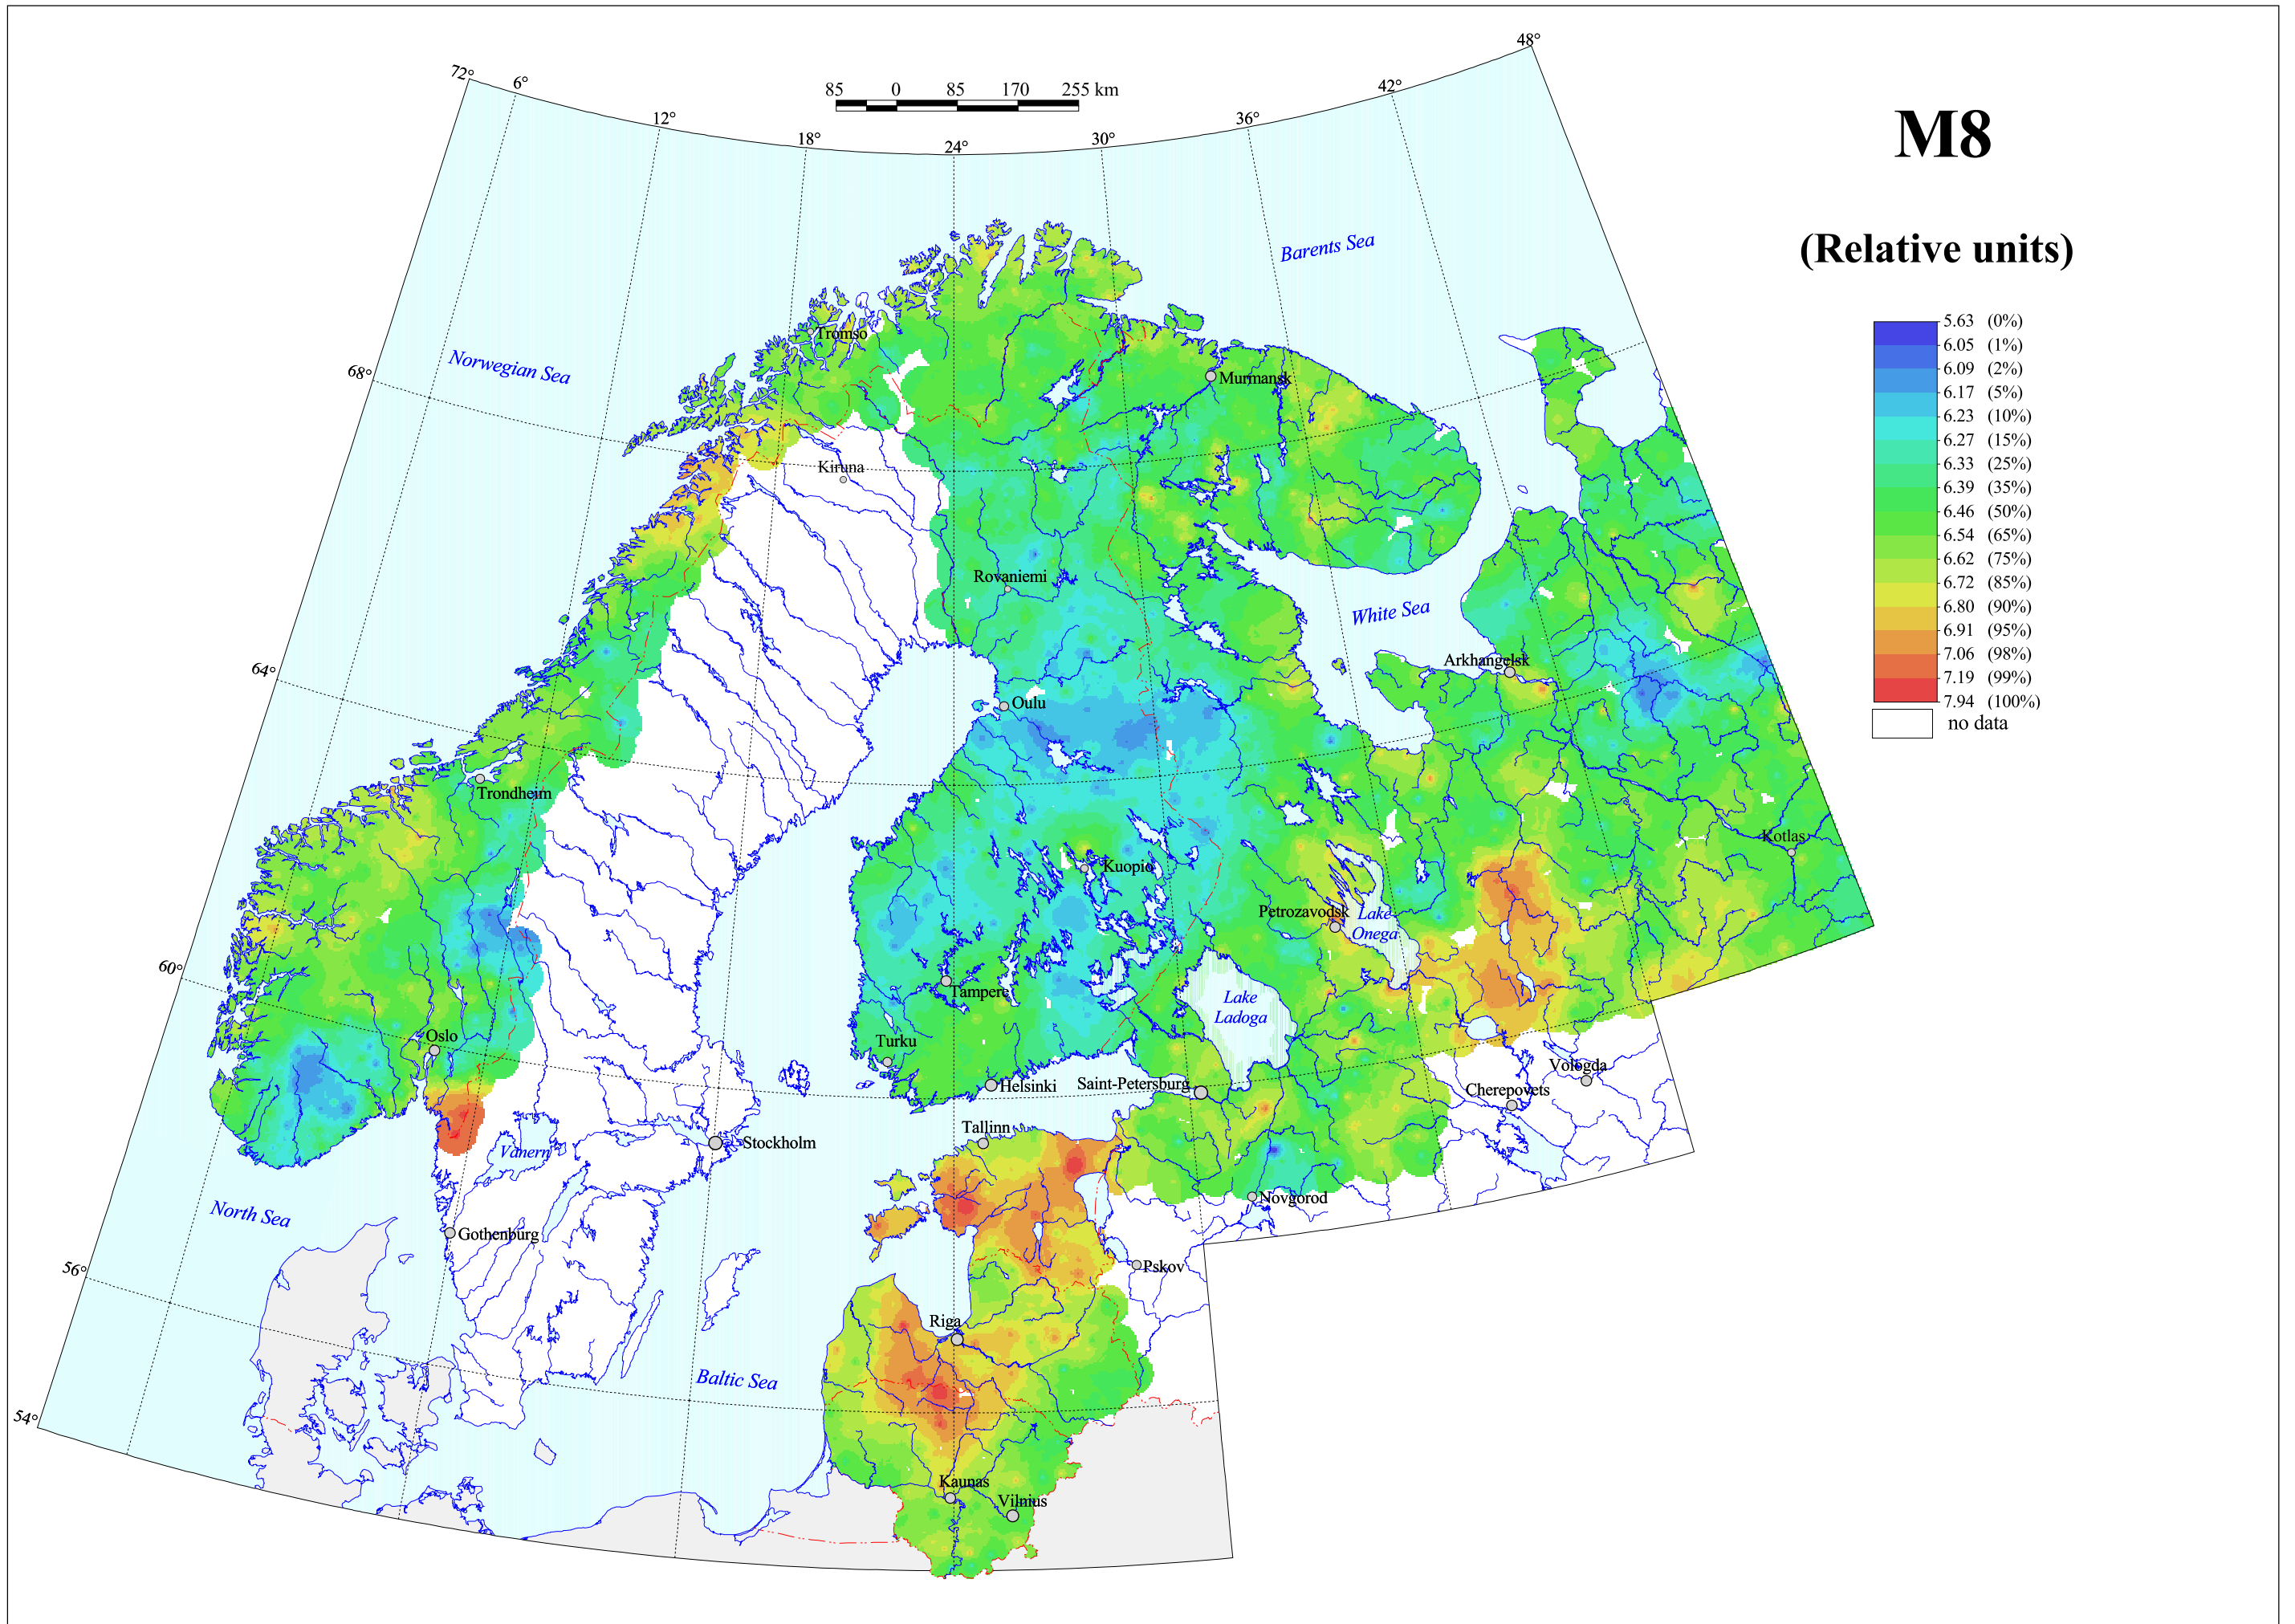 48°
72°
6°
42°
85 0 85 170 255 km
12°
36°
18°
30°
24°
M8
(Relative units)
Barents Sea
5.63 (0%)
6.05 (1%)
6.09 (2%)
6.17 (5%)
6.23 (10%)
6.27 (15%)
6.33 (25%)
6.39 (35%)
6.46 (50%)
6.54 (65%)
6.62 (75%)
6.72 (85%)
6.80 (90%)
6.91 (95%)
7.06 (98%)
7.19 (99%)
7.94 (100%)
no data
Tromso
Norwegian Sea
68°
Murmansk
Kiruna
Rovaniemi
White Sea
Arkhangelsk
64°
Oulu
Trondheim
Kotlas
Kuopio
Petrozavodsk
Lake
Onega
60°
Tampere
Lake
Ladoga
Oslo
Turku
Vologda
Helsinki
Saint-Petersburg
Cherepovets
Tallinn
Stockholm
Vanern
Novgorod
North Sea
Gothenburg
56°
Pskov
Riga
Baltic Sea
54°
Kaunas
Vilnius